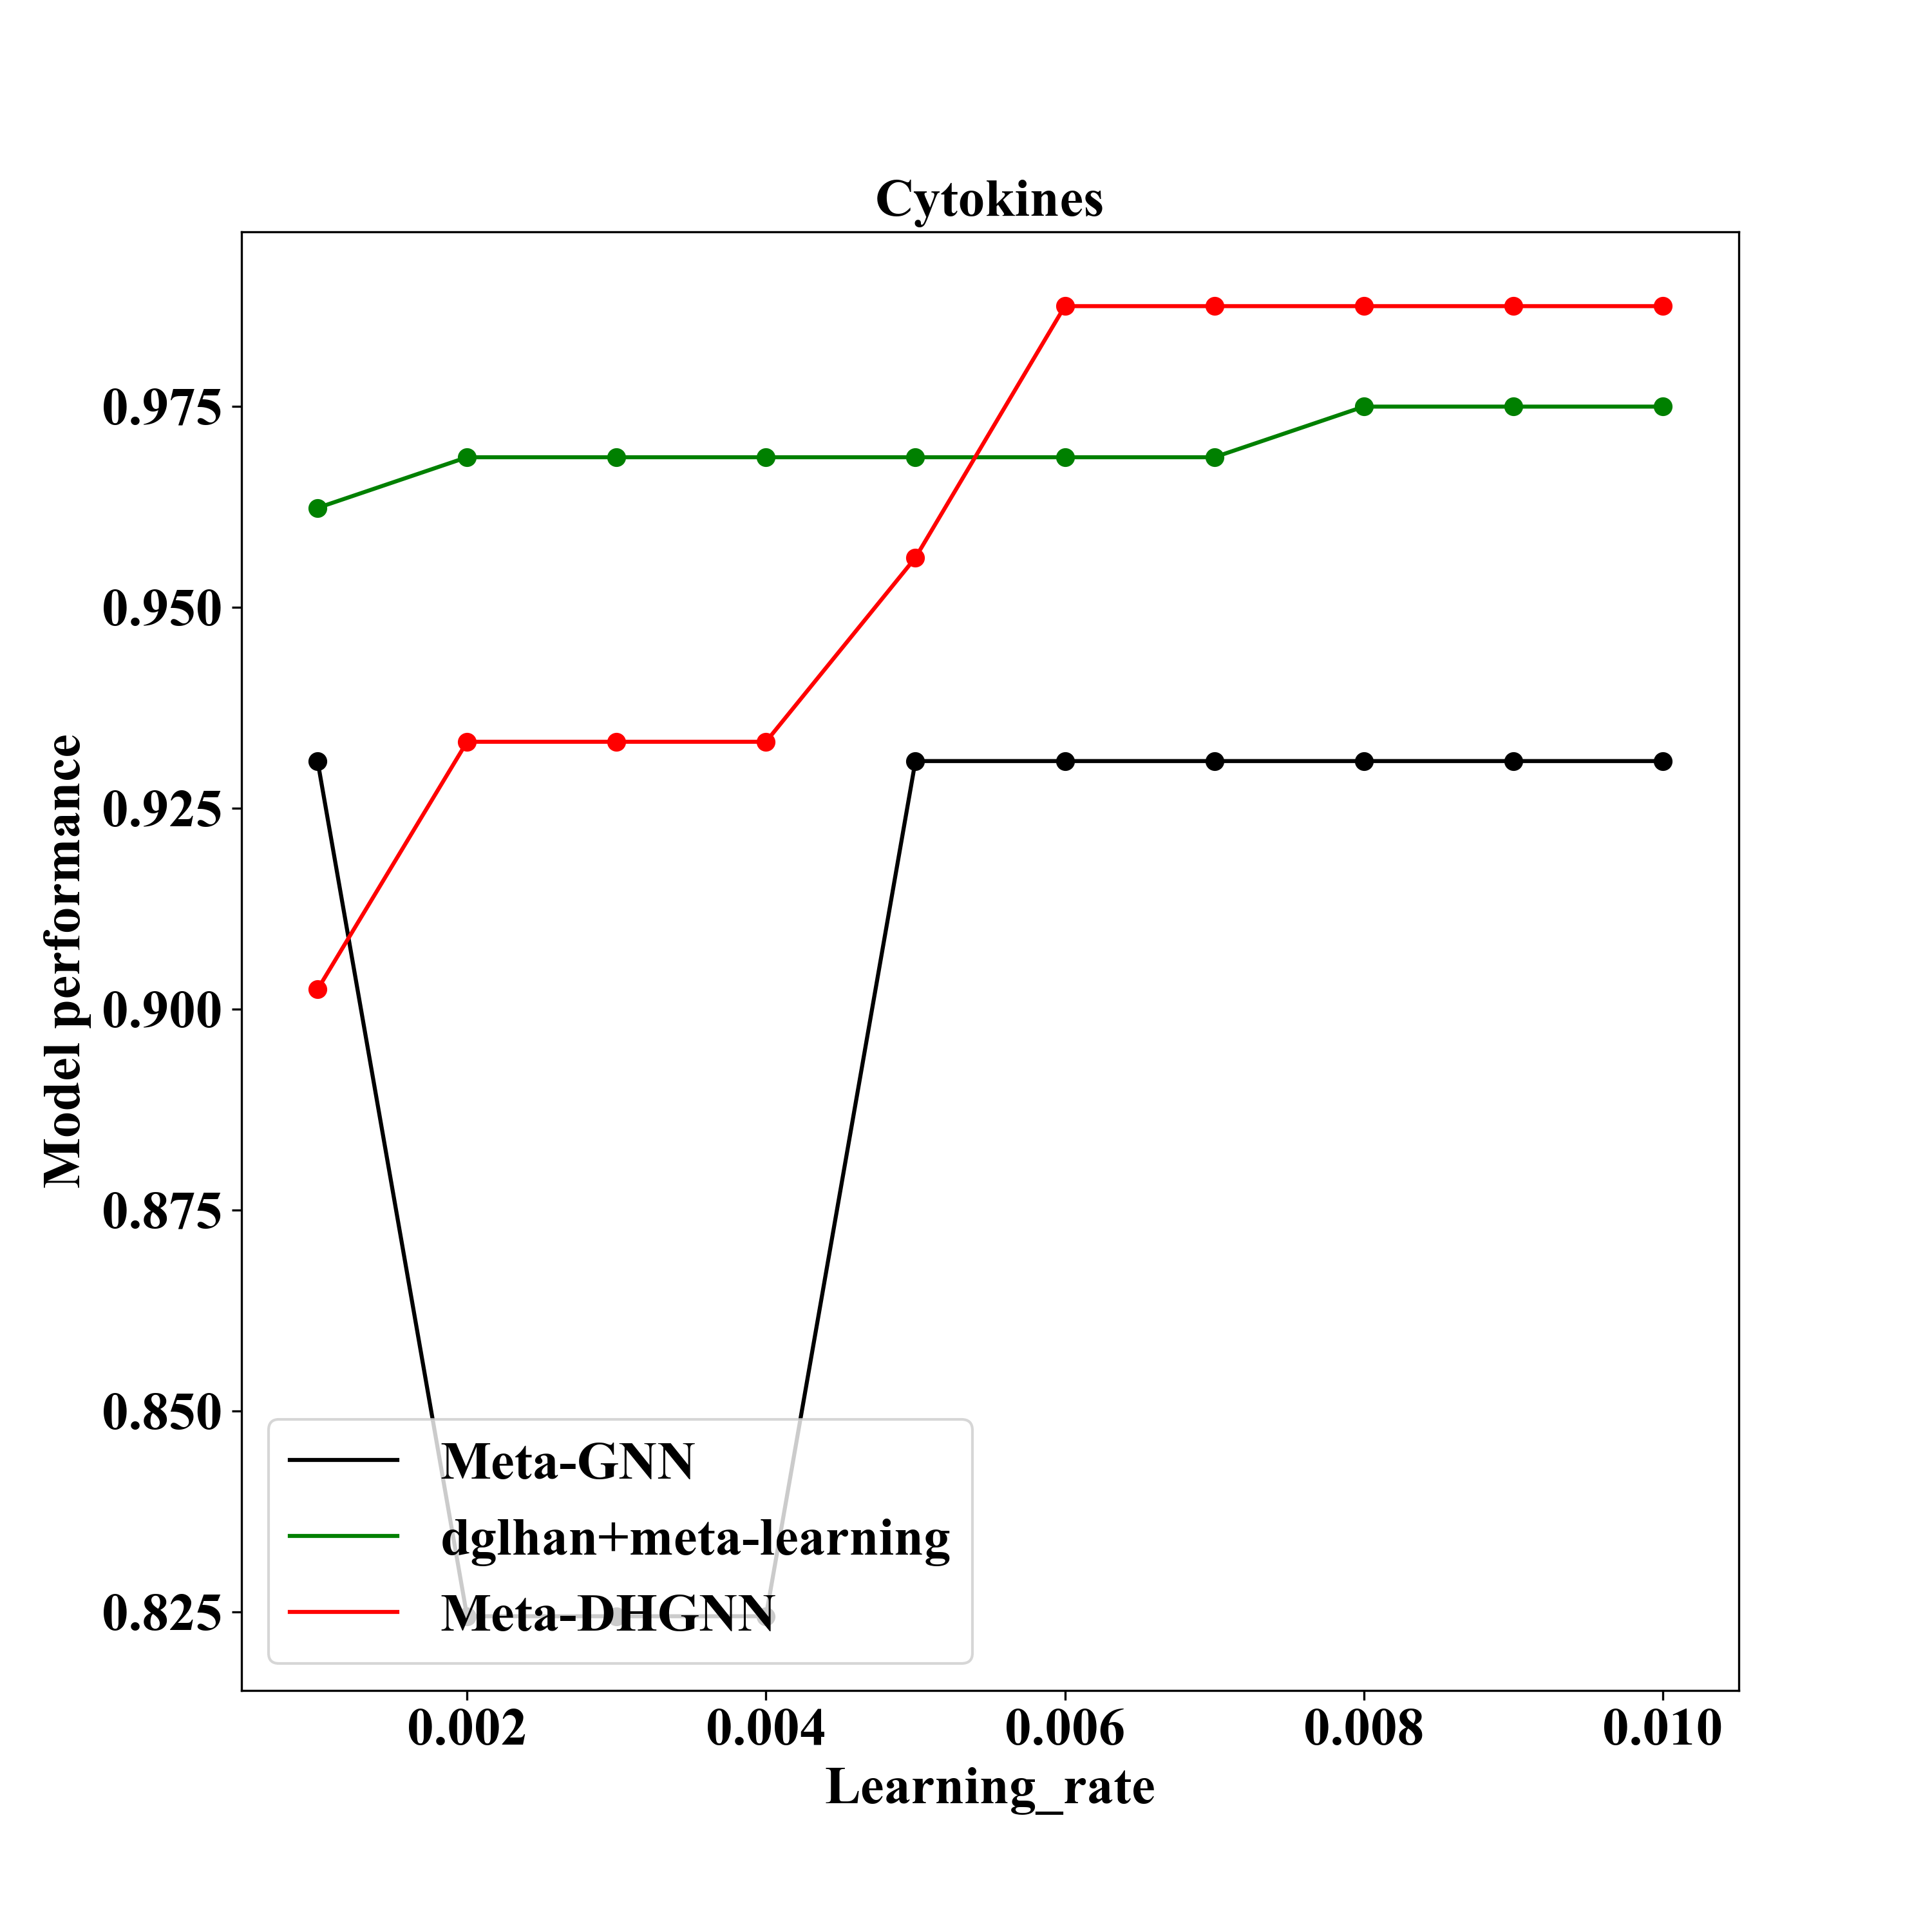 Cytokines
Model performance
0.975
0.950
0.925
0.900
0.875
0.850
0.825
Meta-GNN
dglhan+meta-learning
Meta-DHGNN
0.002 0.004 0.006 0.008 0.010
Learning_rate